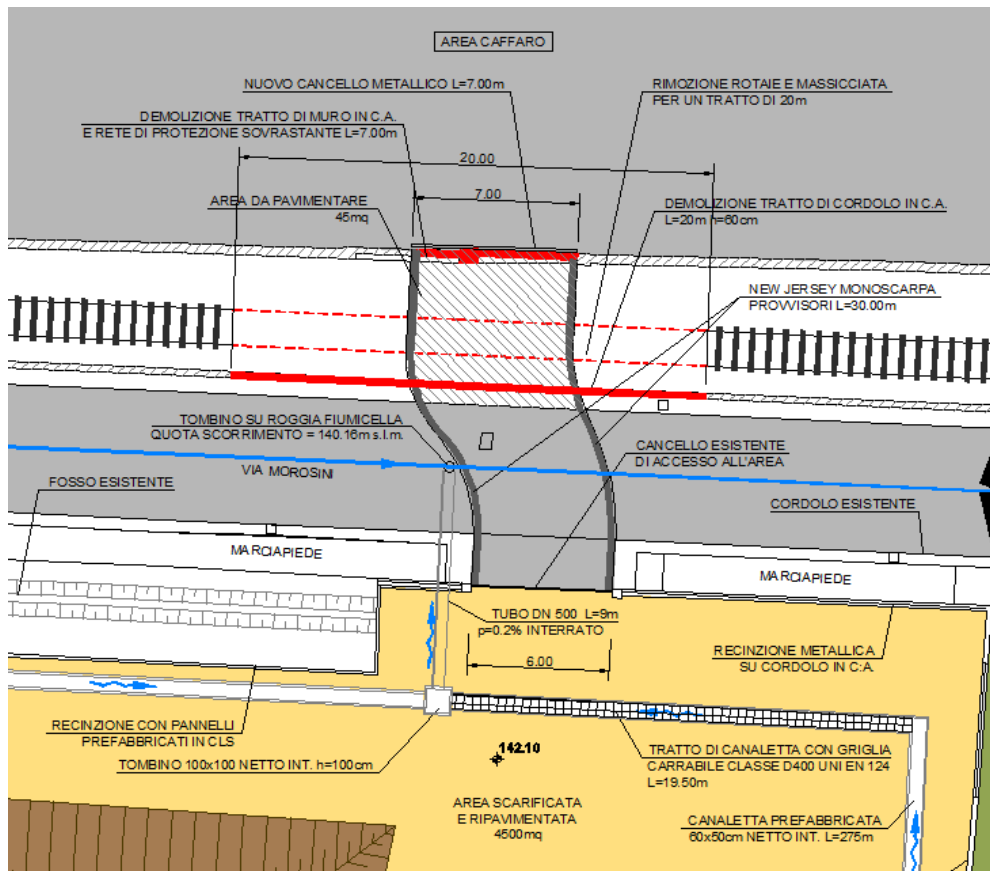 AREA CAFFARO
NUOVO CANCELLO METALLICO L=7.00m
RIMOZIONE ROTAIE E MASSICCIATA
PER UN TRATTO DI 20m
DEMOLIZIONE TRATTO DI MURO IN C.A.
E RETE DI PROTEZIONE SOVRASTANTE L=7.00m
20.00
7.00
AREA DA PAVIMENTARE
45mq
DEMOLIZIONE TRATTO DI CORDOLO IN C.A.
L=20m h=60cm
NEW JERSEY MONOSCARPA
PROVVISORI L=30.00m
TOMBINO SU ROGGIA FIUMICELLA
QUOTA SCORRIMENTO = 140.16m s.l.m.
CANCELLO ESISTENTE
DI ACCESSO ALL'AREA
VIA MOROSINI
FOSSO ESISTENTE
CORDOLO ESISTENTE
MARCIAPIEDE
MARCIAPIEDE
TUBO DN 500 L=9m
p=0.2% INTERRATO
RECINZIONE METALLICA
SU CORDOLO IN C.A.
6.00
RECINZIONE CON PANNELLI
PREFABBRICATI IN CLS
TOMBINO 100x100 NETTO INT. h=100cm
142.10
TRATTO DI CANALETTA CON GRIGLIA
CARRABILE CLASSE D400 UNI EN 124
L=19.50m
AREA SCARIFICATA
E RIPAVIMENTATA
4500mq
CANALETTA PREFABBRICATA
60x50cm NETTO INT. L=275m